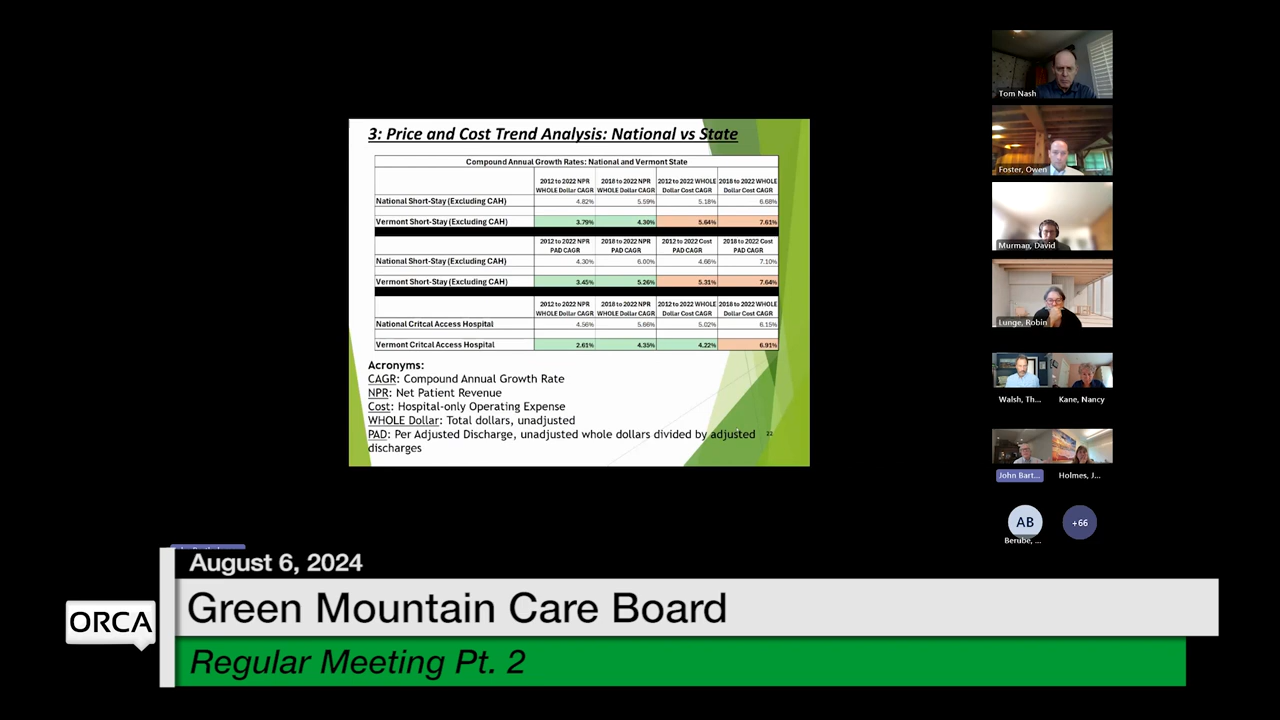 3: Price and Cost Trend Analysis: National vs State
Compound Annual Growth Rates: National and Vermont State
2012 to 2022 NPR WHOLE Dollar CAGR 2018 to 2022 NPR WHOLE Dollar CAGR 2012 to 2022 WHOLE Dollar Cost CAGR 2018 to 2022 WHOLE Dollar Cost CAGR
National Short-Stay (Excluding CAH) 4.82% 5.59% 5.18% 6.68%
Vermont Short-Stay (Excluding CAH) 3.79% 4.30% 5.64% 7.61%
2012 to 2022 NPR PAD CAGR 2018 to 2022 NPR PAD CAGR 2012 to 2022 Cost PAD CAGR 2018 to 2022 Cost PAD CAGR
National Short-Stay (Excluding CAH) 4.30% 6.00% 4.66% 7.10%
Vermont Short-Stay (Excluding CAH) 3.45% 5.26% 5.31% 7.64%
2012 to 2022 NPR WHOLE Dollar CAGR 2018 to 2022 NPR WHOLE Dollar CAGR 2012 to 2022 WHOLE Dollar Cost CAGR 2018 to 2022 WHOLE Dollar Cost CAGR
National Critcal Access Hospital 4.56% 5.66% 5.02% 6.15%
Vermont Critcal Access Hospital 2.61% 4.35% 4.22% 6.91%
Acronyms:
CAGR: Compound Annual Growth Rate
NPR: Net Patient Revenue
Cost: Hospital-only Operating Expense
WHOLE Dollar: Total dollars, unadjusted
PAD: Per Adjusted Discharge, unadjusted whole dollars divided by adjusted
discharges
22
Tom Nash
Foster, Owen
Murman, David
Lunge, Robin
Walsh, Th... Kane, Nancy
John Bart... Holmes, J...
AB +66
Berube, ...
August 6, 2024
ORCA
Green Mountain Care Board
Regular Meeting Pt. 2